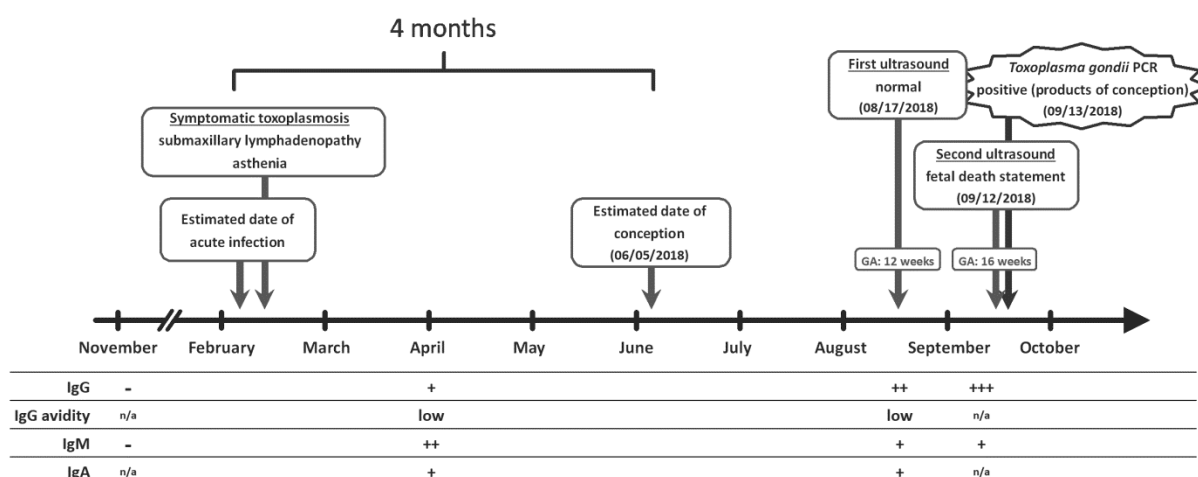 4 months
Symptomatic toxoplasmosis
submaxillary lymphadenopathy
asthenia
Estimated date of
acute infection
Estimated date of
conception
(06/05/2018)
First ultrasound
normal
(08/17/2018)
Toxoplasma gondii PCR
positive (products of conception)
(09/13/2018)
Second ultrasound
fetal death statement
(09/12/2018)
GA: 12 weeks GA: 16 weeks
November February March April May June July August September October
IgG - + ++ +++
IgG avidity n/a low low n/a
IgM - ++ + +
IgA n/a + + n/a